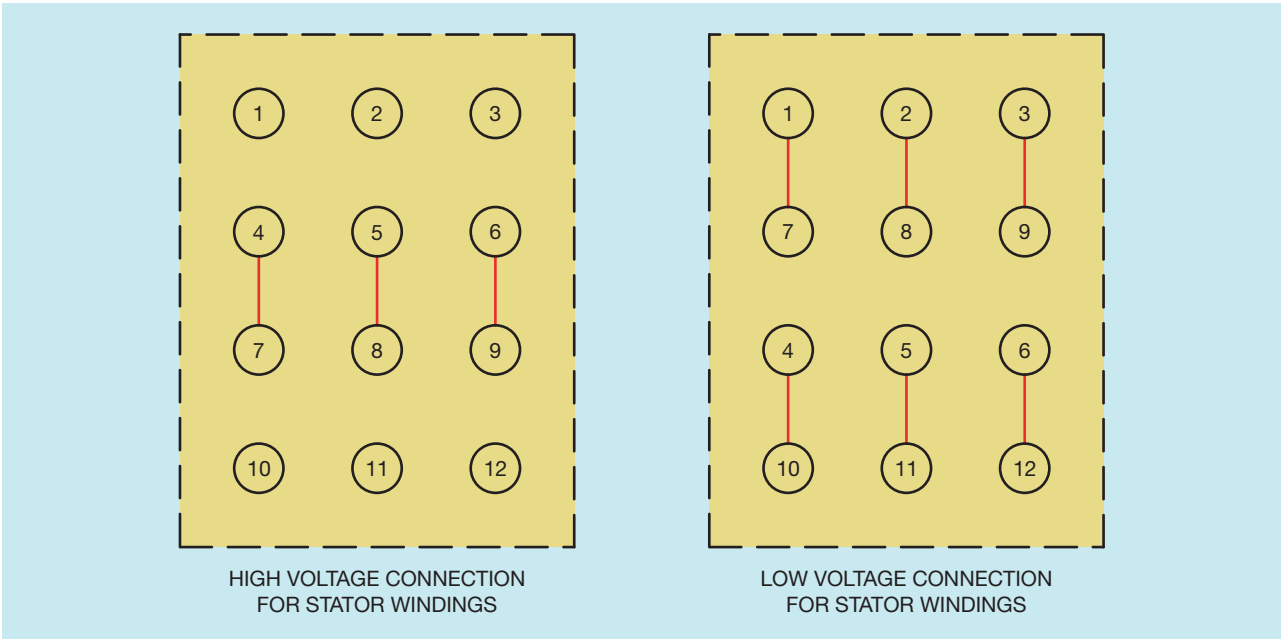 1 2 3
4 5 6
7 8 9
10 11 12
HIGH VOLTAGE CONNECTION
FOR STATOR WINDINGS
1 2 3
7 8 9
4 5 6
10 11 12
LOW VOLTAGE CONNECTION
FOR STATOR WINDINGS